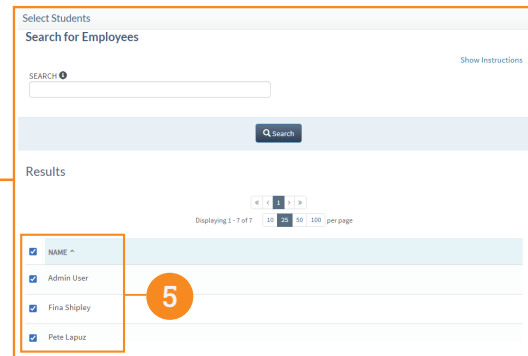 Select Students
Search for Employees
Show Instructions
SEARCH
Search
Results
« ‹ 1 › »
Displaying 1 - 7 of 7 10 25 50 100 per page
NAME
Admin User
5
Fina Shipley
Pete Lapuz